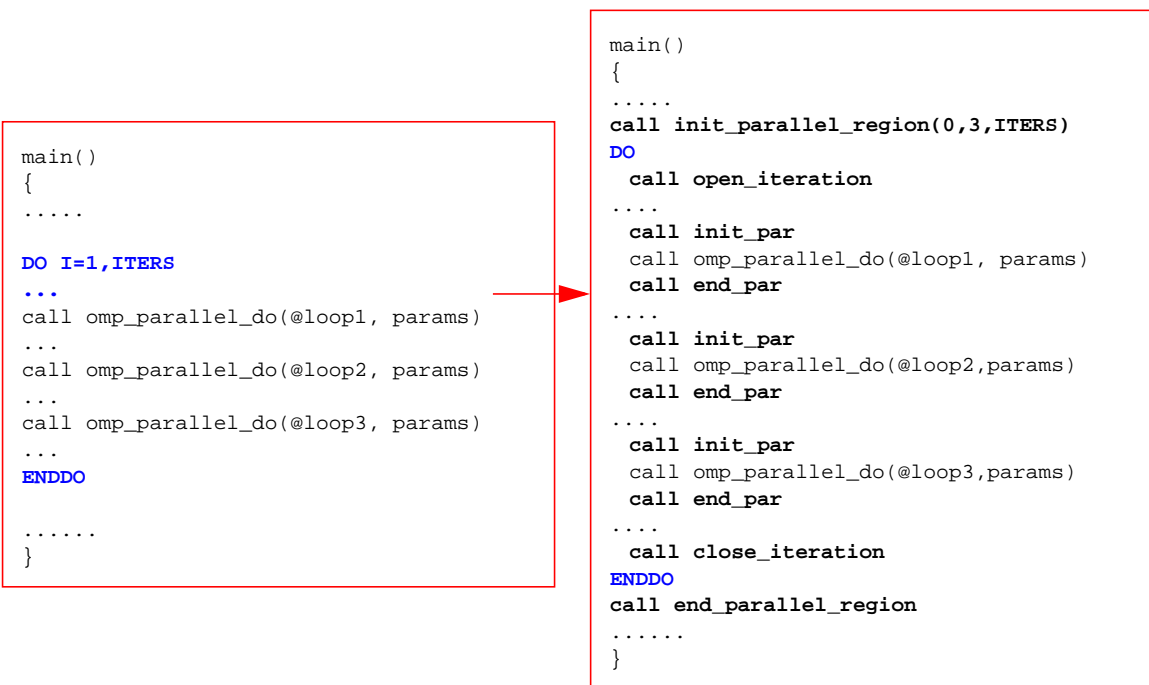 main()
{
.....
DO I=1,ITERS
...
call omp_parallel_do(@loop1, params)
...
call omp_parallel_do(@loop2, params)
...
call omp_parallel_do(@loop3, params)
...
ENDDO
......
}
main()
{
.....
call init_parallel_region(0,3,ITERS)
DO
call open_iteration
....
call init_par
call omp_parallel_do(@loop1, params)
call end_par
....
call init_par
call omp_parallel_do(@loop2,params)
call end_par
....
call init_par
call omp_parallel_do(@loop3,params)
call end_par
....
call close_iteration
ENDDO
call end_parallel_region
......
}